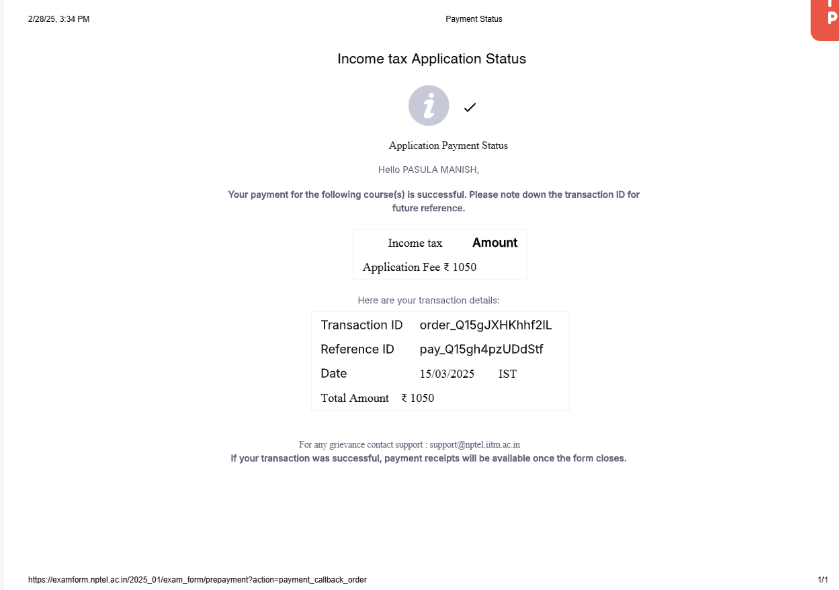 2/28/25, 3:34 PM Payment Status
P
Income tax Application Status
i
Application Payment Status
Hello PASULA MANISH,
Your payment for the following course(s) is successful. Please note down the transaction ID for
future reference.
Income tax Amount
Application Fee ₹ 1050
Here are your transaction details:
Transaction ID order_Q15gJXHKhhf2lL
Reference ID pay_Q15gh4pzUDdStf
Date 15/03/2025 IST
Total Amount ₹ 1050
For any grievance contact support : support@nptel.iitm.ac.in
If your transaction was successful, payment receipts will be available once the form closes.
https://examform.nptel.ac.in/2025_01/exam_form/prepayment?action=payment_callback_order 1/1